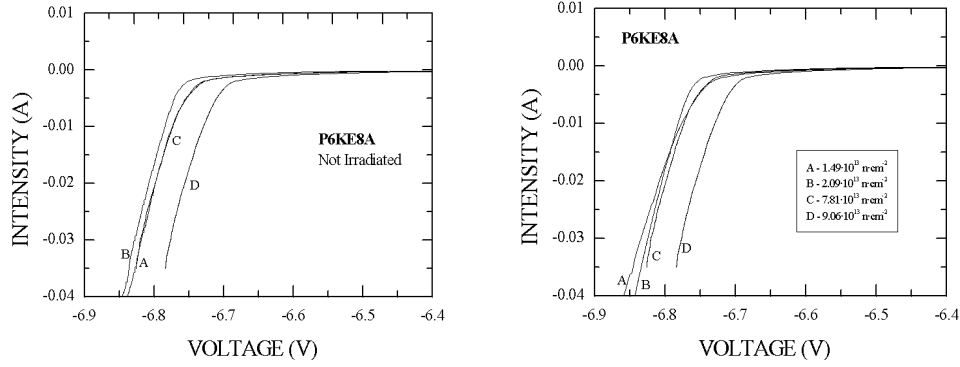 0.01
0.00
-0.01
-0.02
-0.03
-0.04
INTENSITY (A)
C
P6KE8A
Not Irradiated
D
B
A
-6.9 -6.8 -6.7 -6.6 -6.5 -6.4
VOLTAGE (V)
0.01
0.00
-0.01
-0.02
-0.03
-0.04
INTENSITY (A)
P6KE8A
A - 1.49·10¹³ n·cm⁻²
B - 2.09·10¹³ n·cm⁻²
C - 7.81·10¹³ n·cm⁻²
D - 9.06·10¹³ n·cm⁻²
D
C
A
B
-6.9 -6.8 -6.7 -6.6 -6.5 -6.4
VOLTAGE (V)